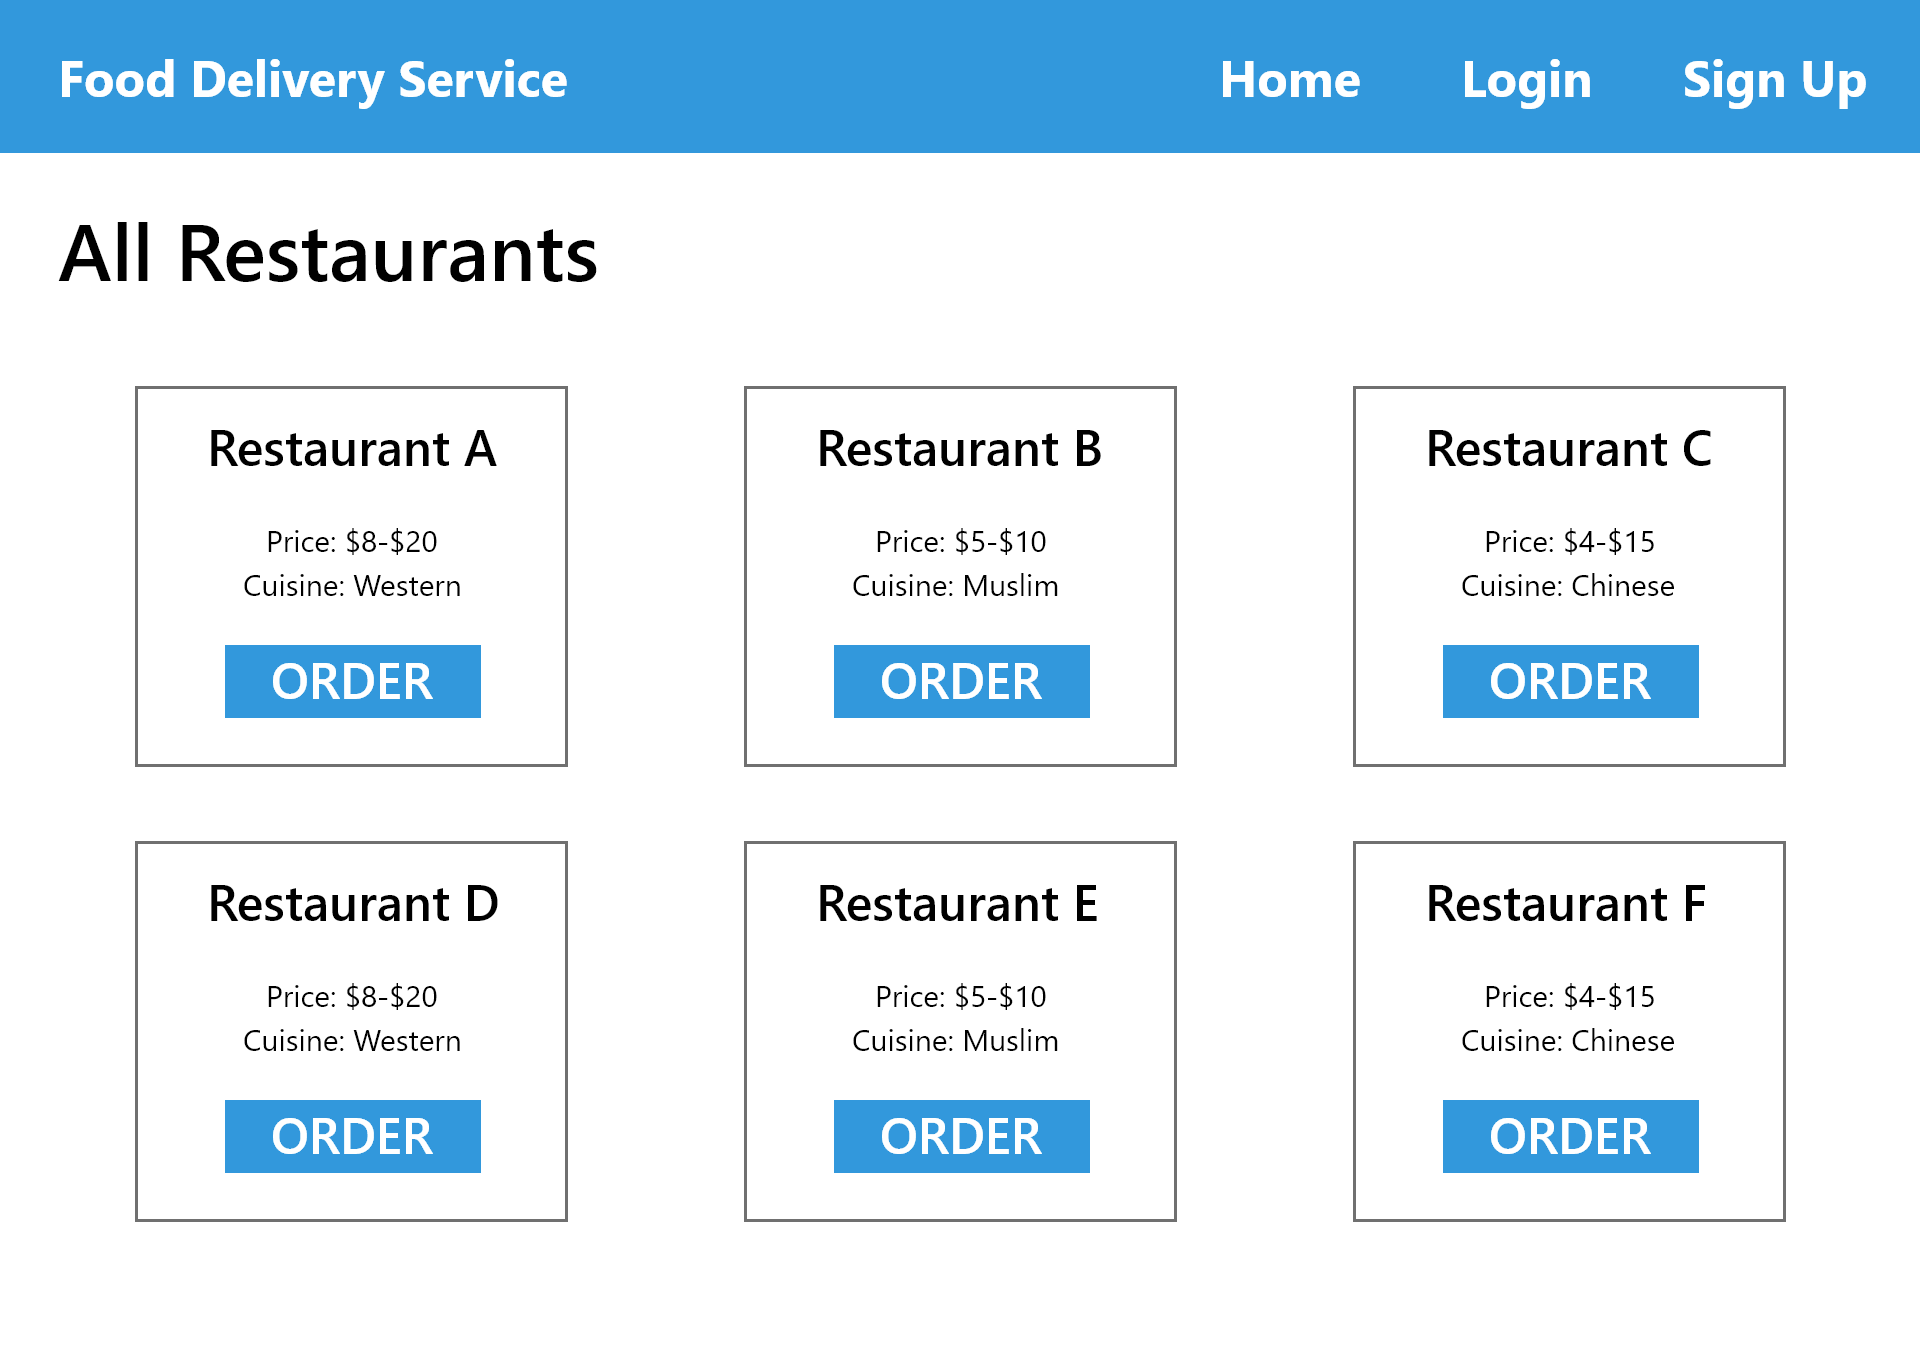 Food Delivery Service Home Login Sign Up
All Restaurants
Restaurant A
Price: $8-$20
Cuisine: Western
ORDER
Restaurant B
Price: $5-$10
Cuisine: Muslim
ORDER
Restaurant C
Price: $4-$15
Cuisine: Chinese
ORDER
Restaurant D
Price: $8-$20
Cuisine: Western
ORDER
Restaurant E
Price: $5-$10
Cuisine: Muslim
ORDER
Restaurant F
Price: $4-$15
Cuisine: Chinese
ORDER